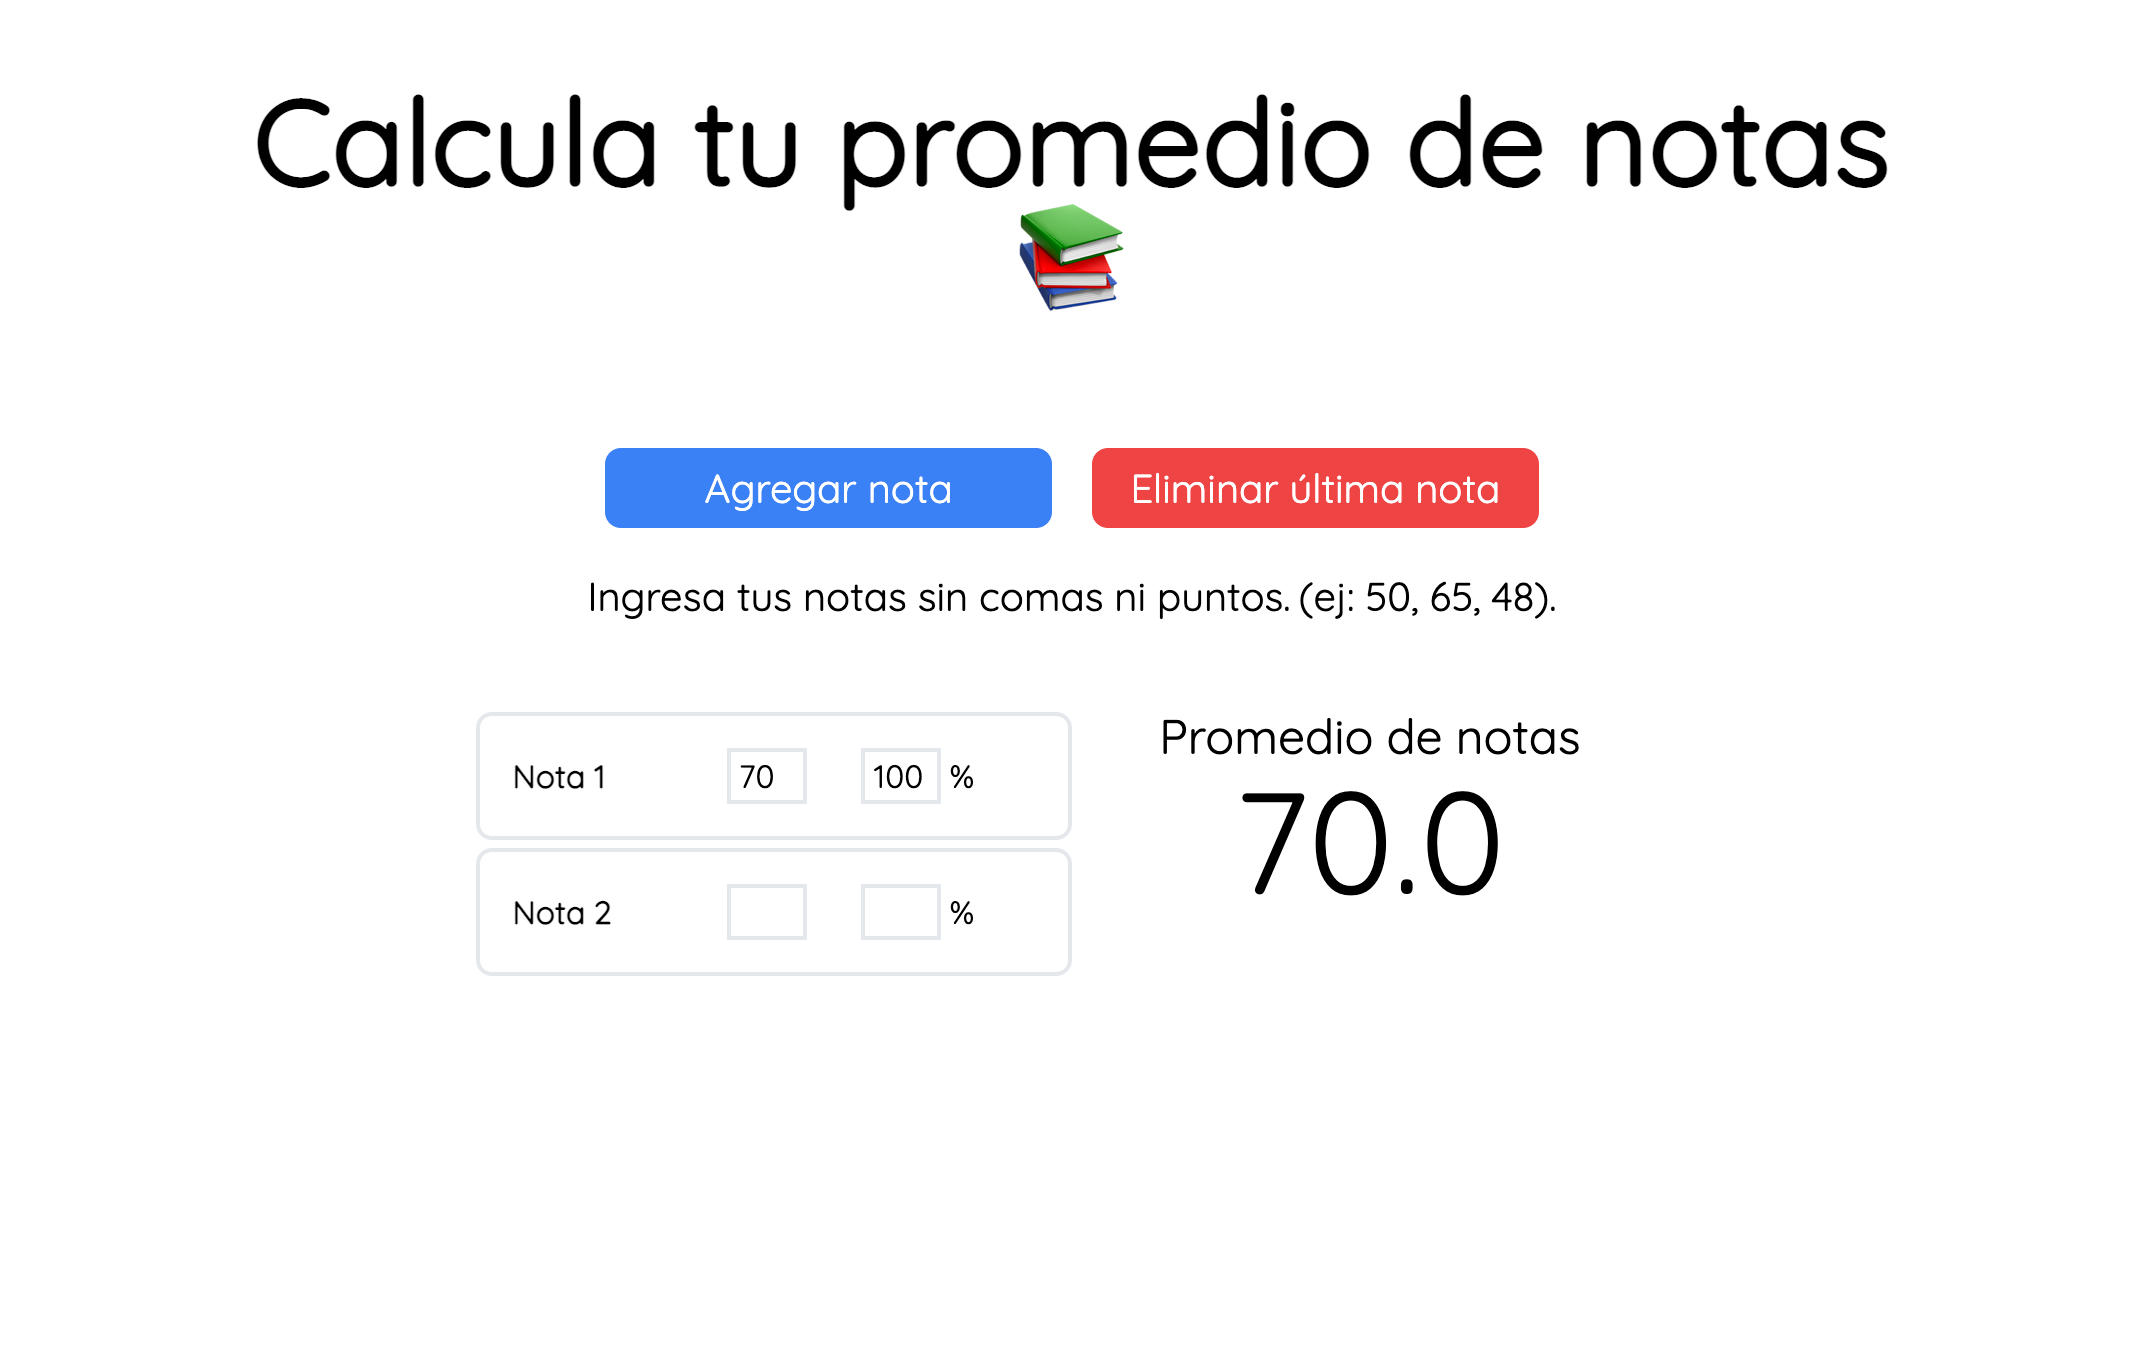 Calcula tu promedio de notas
Agregar nota
Eliminar última nota
Ingresa tus notas sin comas ni puntos. (ej: 50, 65, 48).
Nota 1 70 100 %
Nota 2 %
Promedio de notas
70.0